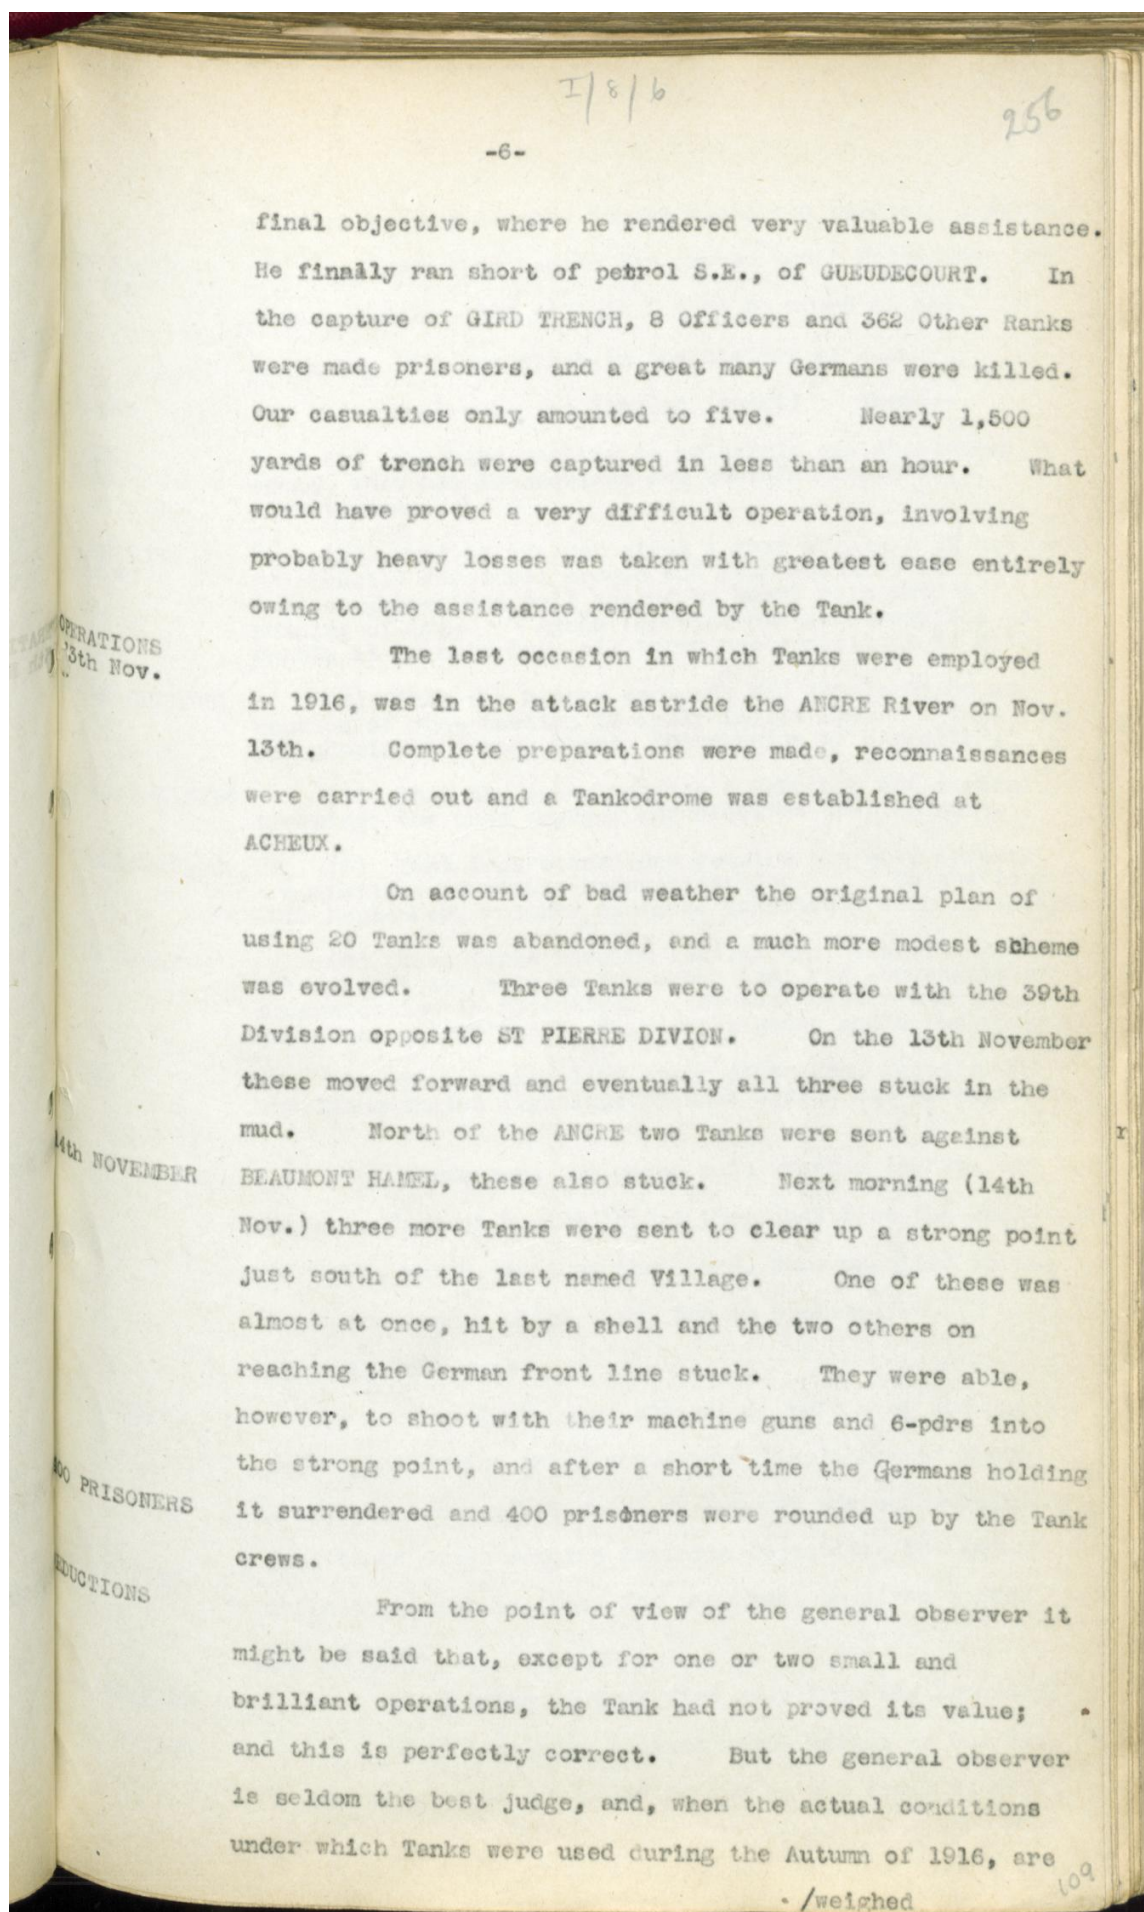 I/8/6
256
-6-
final objective, where he rendered very valuable assistance.
He finally ran short of petrol S.E., of GUEUDECOURT. In
the capture of GIRD TRENCH, 8 Officers and 362 Other Ranks
were made prisoners, and a great many Germans were killed.
Our casualties only amounted to five. Nearly 1,500
yards of trench were captured in less than an hour. What
would have proved a very difficult operation, involving
probably heavy losses was taken with greatest ease entirely
owing to the assistance rendered by the Tank.
OPERATIONS
13th Nov.
The last occasion in which Tanks were employed
in 1916, was in the attack astride the ANCRE River on Nov.
13th. Complete preparations were made, reconnaissances
were carried out and a Tankodrome was established at
ACHEUX.
On account of bad weather the original plan of
using 20 Tanks was abandoned, and a much more modest scheme
was evolved. Three Tanks were to operate with the 39th
Division opposite ST PIERRE DIVION. On the 13th November
these moved forward and eventually all three stuck in the
mud. North of the ANCRE two Tanks were sent against
14th NOVEMBER
BEAUMONT HAMEL, these also stuck. Next morning (14th
Nov.) three more Tanks were sent to clear up a strong point
just south of the last named Village. One of these was
almost at once, hit by a shell and the two others on
reaching the German front line stuck. They were able,
however, to shoot with their machine guns and 6-pdrs into
the strong point, and after a short time the Germans holding
400 PRISONERS
it surrendered and 400 prisoners were rounded up by the Tank
crews.
EDUCTIONS
From the point of view of the general observer it
might be said that, except for one or two small and
brilliant operations, the Tank had not proved its value;
and this is perfectly correct. But the general observer
is seldom the best judge, and, when the actual conditions
under which Tanks were used during the Autumn of 1916, are
109
/weighed